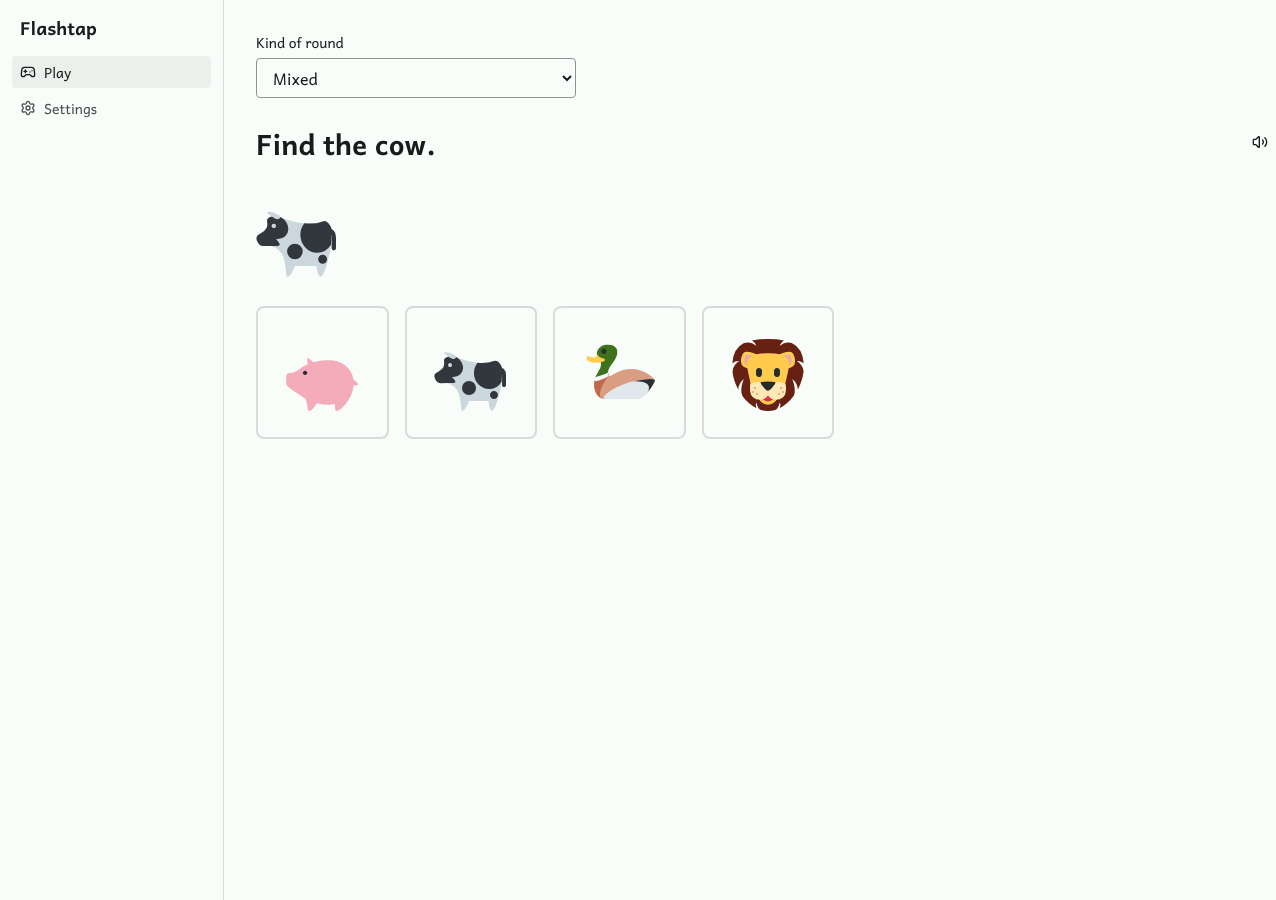 Flashtap
Play
Settings
Kind of round
Mixed
Find the cow.